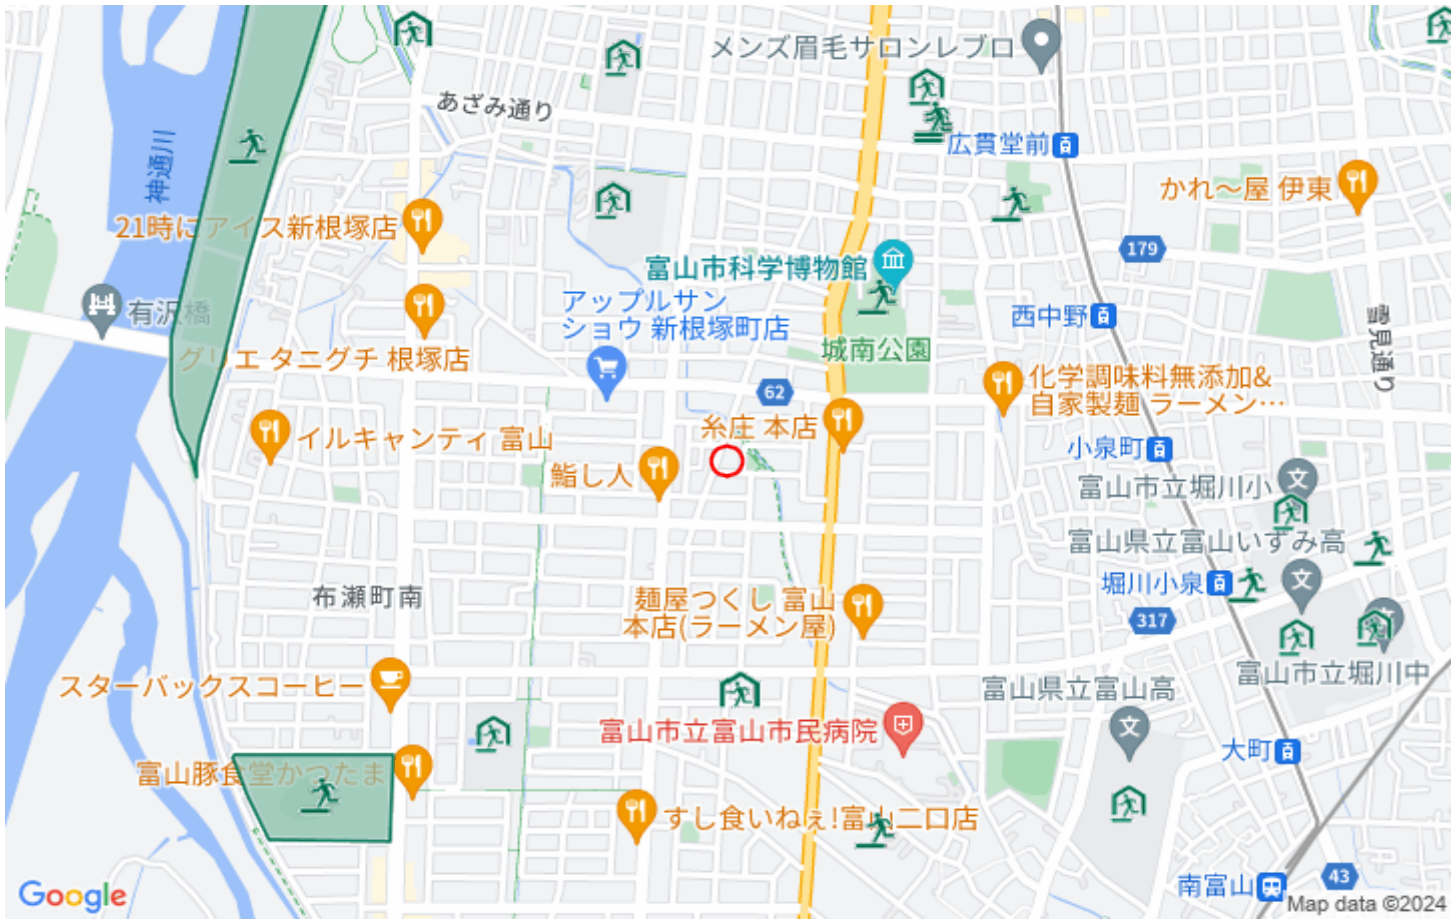 メンズ眉毛サロンレブロ
あざみ通り
広貫堂前
神通川
かれ〜屋 伊東
21時にアイス新根塚店
179
富山市科学博物館
アップルサン
ショウ 新根塚町店
西中野
有沢橋
雪見通り
グリエ タニグチ 根塚店
城南公園
化学調味料無添加&
自家製麺 ラーメン…
62
糸庄 本店
イルキャンティ 富山
小泉町
鮨し人
富山市立堀川小
富山県立富山いずみ高
堀川小泉
布瀬町南
麺屋つくし 富山
本店(ラーメン屋)
317
スターバックスコーヒー
富山県立富山高
富山市立堀川中
富山市立富山市民病院
大町
富山豚食堂かつたま
すし食いねぇ!富山二口店
南富山
43
Google
Map data ©2024